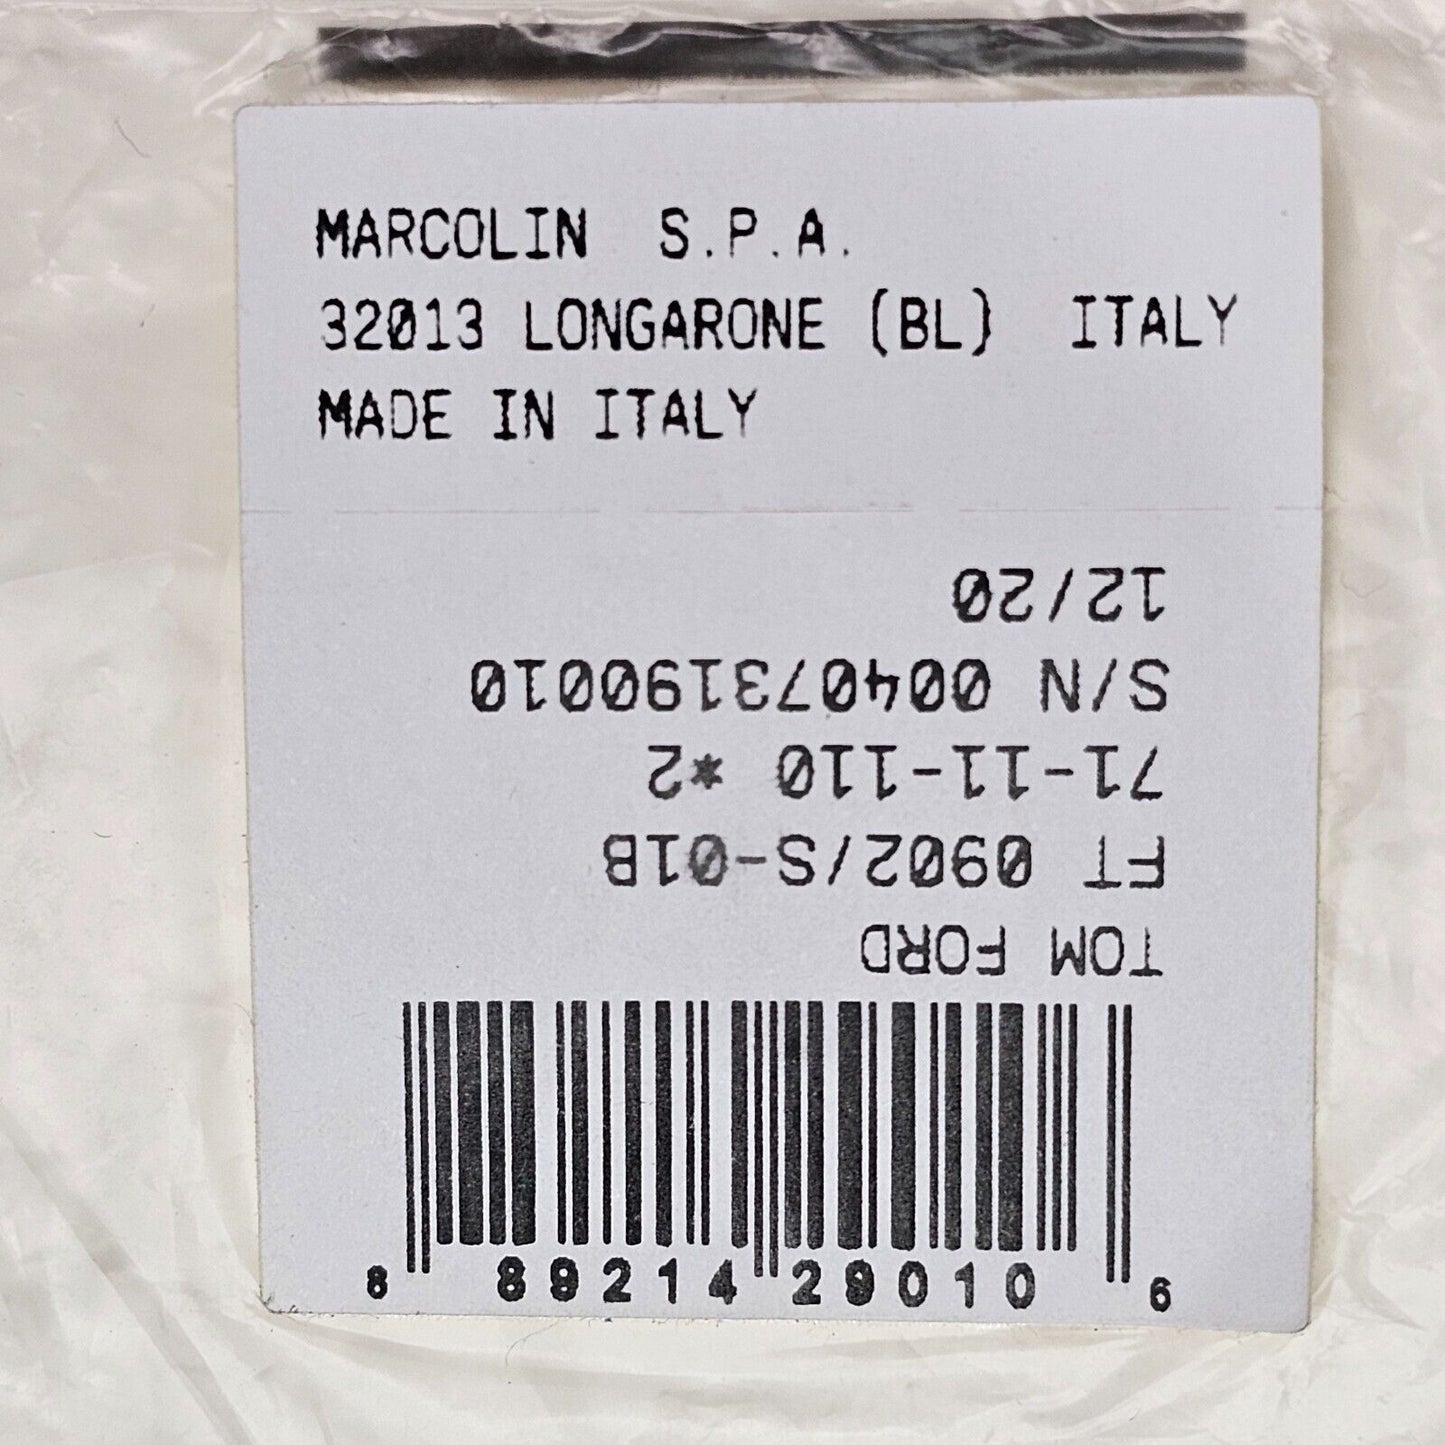 MARCOLIN S.P.A.
32013 LONGARONE (BL) ITALY
MADE IN ITALY
TOM FORD
FT 0902/S-01B
71-11-110 *2
S/N 004073190010
12/20
8 89214 29010 6